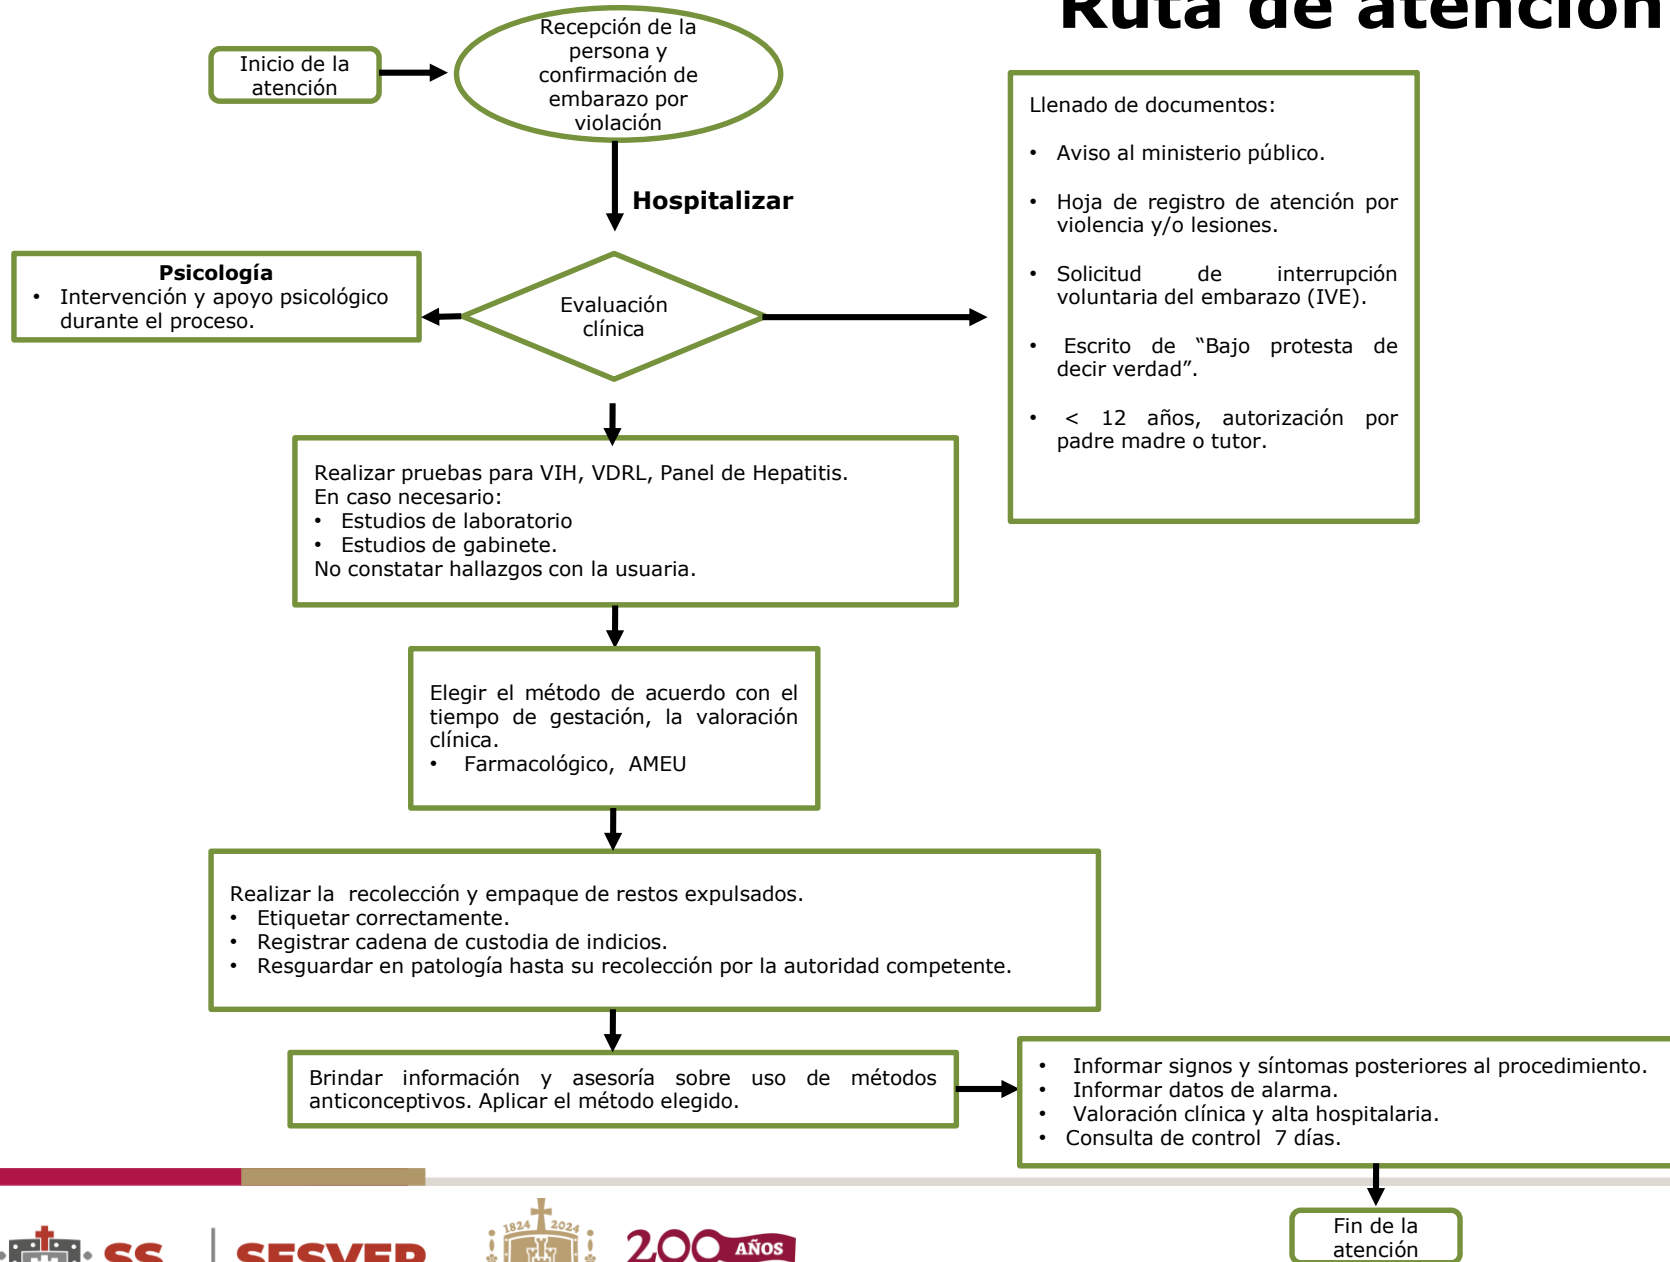 Ruta de atención
Inicio de la
atención
Recepción de la
persona y
confirmación de
embarazo por
violación
Hospitalizar
Llenado de documentos:
• Aviso al ministerio público.
• Hoja de registro de atención por
violencia y/o lesiones.
• Solicitud de interrupción
voluntaria del embarazo (IVE).
• Escrito de “Bajo protesta de
decir verdad”.
• < 12 años, autorización por
padre madre o tutor.
Psicología
• Intervención y apoyo psicológico
durante el proceso.
Evaluación
clínica
Realizar pruebas para VIH, VDRL, Panel de Hepatitis.
En caso necesario:
• Estudios de laboratorio
• Estudios de gabinete.
No constatar hallazgos con la usuaria.
Elegir el método de acuerdo con el
tiempo de gestación, la valoración
clínica.
• Farmacológico, AMEU
Realizar la recolección y empaque de restos expulsados.
• Etiquetar correctamente.
• Registrar cadena de custodia de indicios.
• Resguardar en patología hasta su recolección por la autoridad competente.
Brindar información y asesoría sobre uso de métodos
anticonceptivos. Aplicar el método elegido.
• Informar signos y síntomas posteriores al procedimiento.
• Informar datos de alarma.
• Valoración clínica y alta hospitalaria.
• Consulta de control 7 días.
Fin de la
atención
SS
SESVER
1824 2024
200 AÑOS